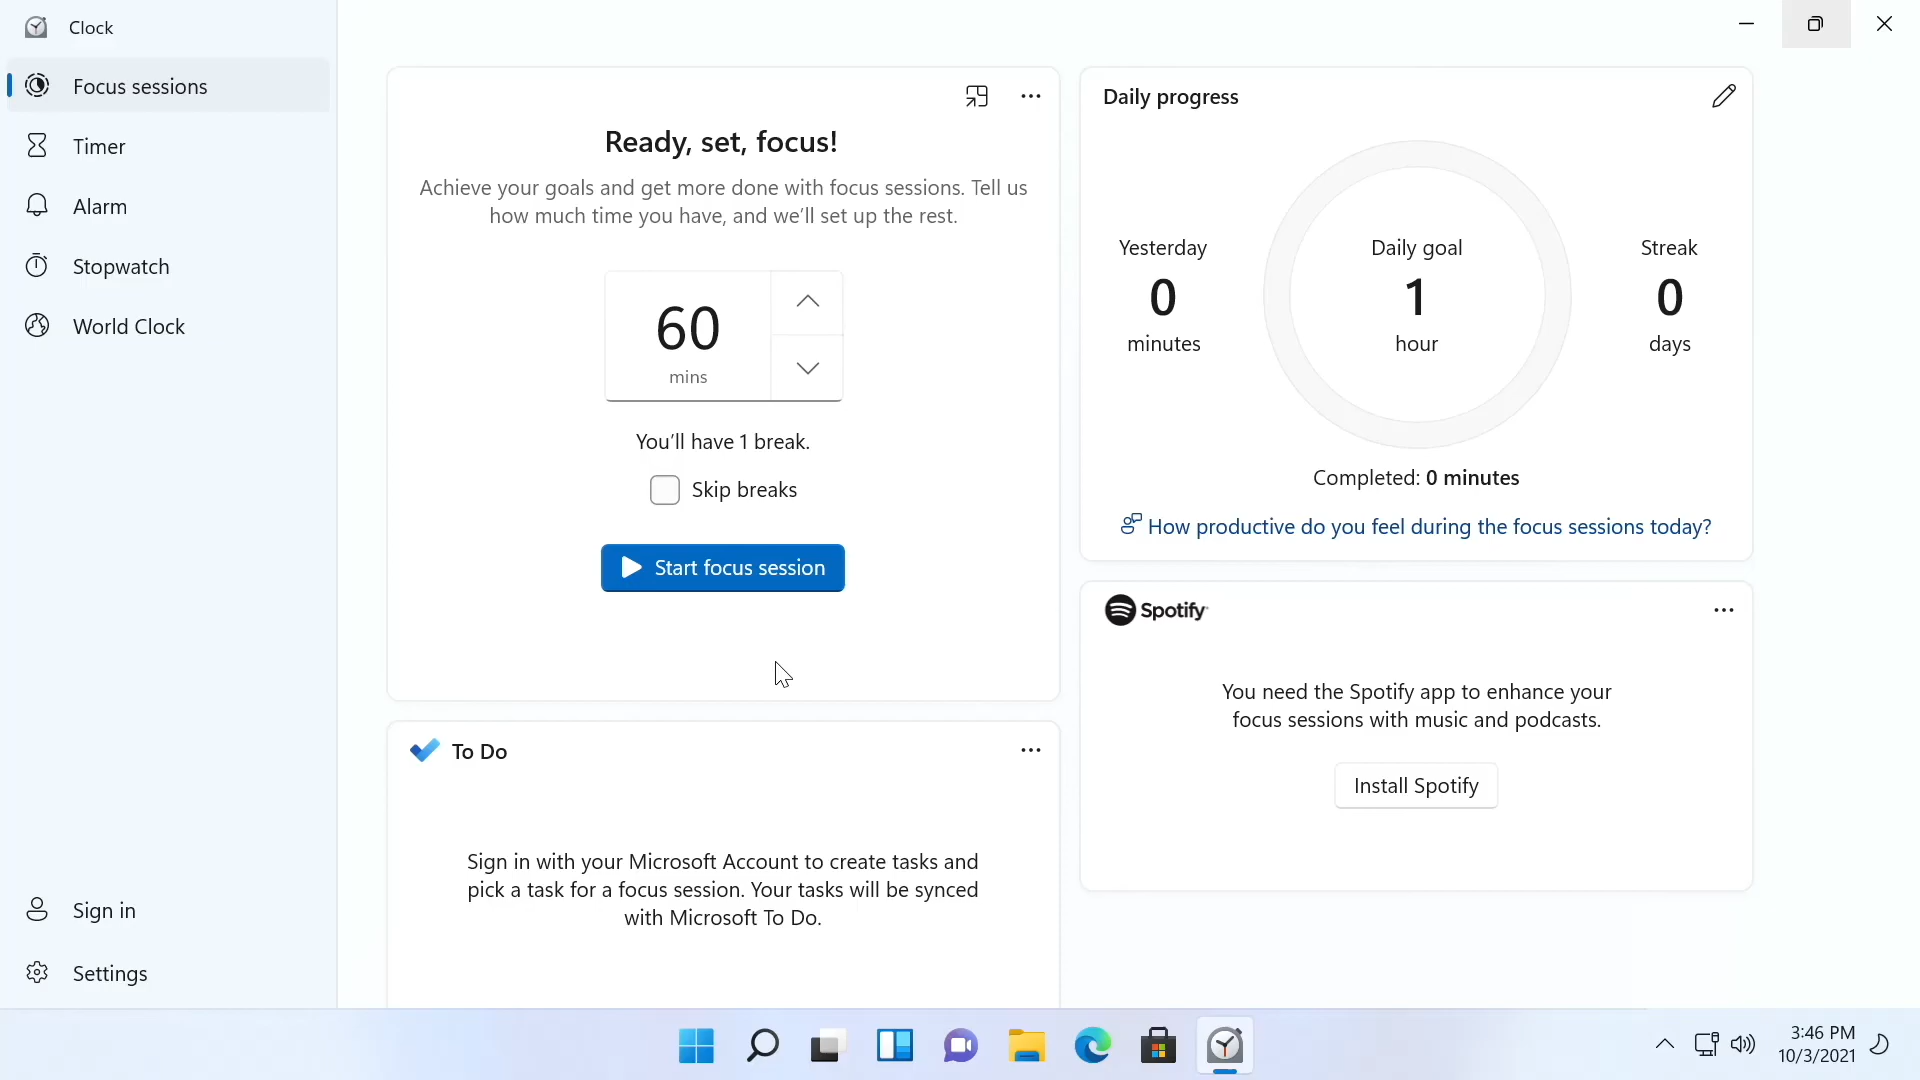 Clock
Focus sessions
Timer
Alarm
Stopwatch
World Clock
Sign in
Settings
Ready, set, focus!
Achieve your goals and get more done with focus sessions. Tell us
how much time you have, and we'll set up the rest.
60
mins
You'll have 1 break.
Skip breaks
Start focus session
To Do
Sign in with your Microsoft Account to create tasks and
pick a task for a focus session. Your tasks will be synced
with Microsoft To Do.
Daily progress
Yesterday
0
minutes
Daily goal
1
hour
Streak
0
days
Completed: 0 minutes
How productive do you feel during the focus sessions today?
Spotify
You need the Spotify app to enhance your
focus sessions with music and podcasts.
Install Spotify
3:46 PM
10/3/2021